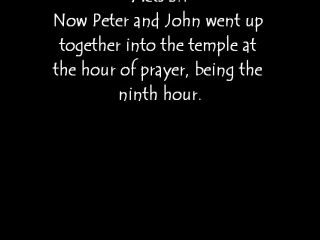 Now Peter and John went up
together into the temple at
the hour of prayer, being the
ninth hour.